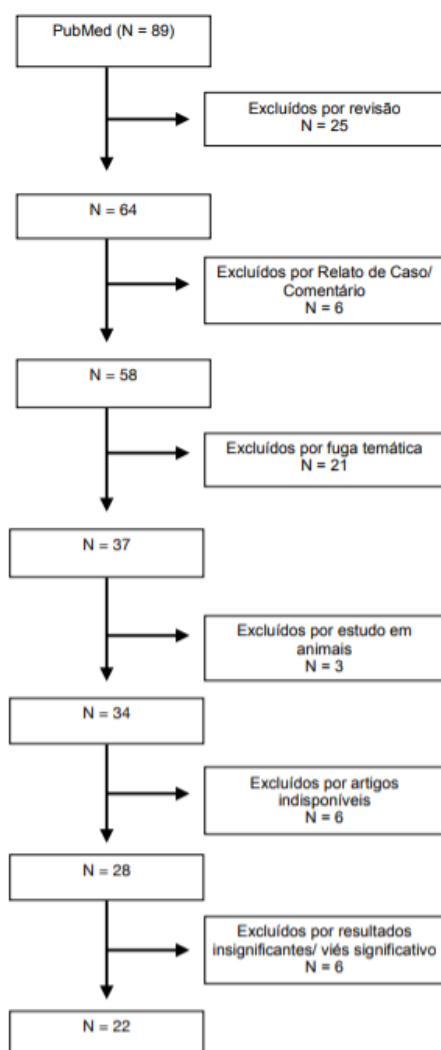 PubMed (N = 89)
Excluídos por revisão
N = 25
N = 64
Excluídos por Relato de Caso/
Comentário
N = 6
N = 58
Excluídos por fuga temática
N = 21
N = 37
Excluídos por estudo em
animais
N = 3
N = 34
Excluídos por artigos
indisponíveis
N = 6
N = 28
Excluídos por resultados
insignificantes/ viés significativo
N = 6
N = 22